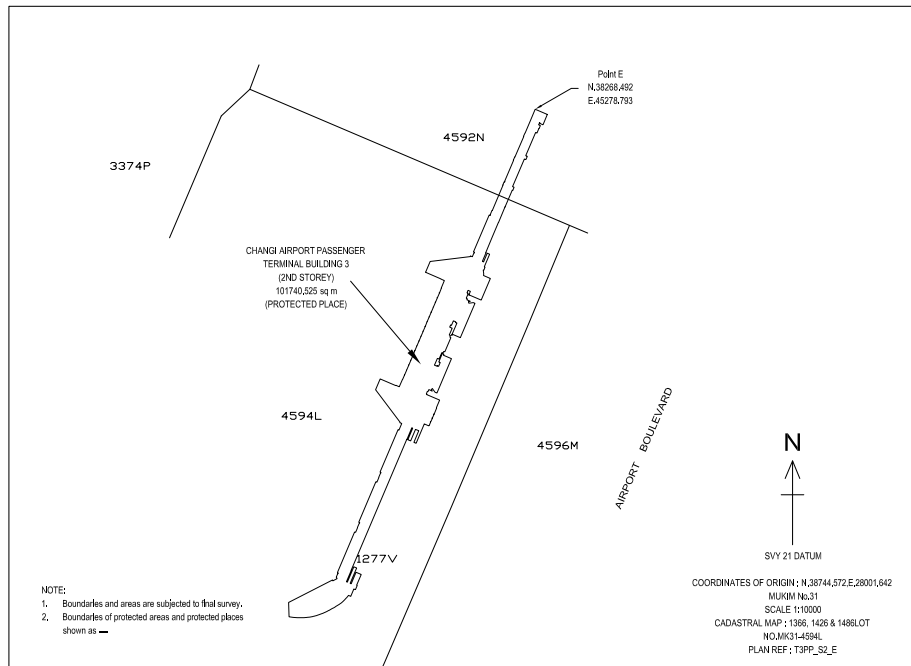 Point E
N.38268.492
E.45278.793
4592N
3374P
CHANGI AIRPORT PASSENGER
TERMINAL BUILDING 3
(2ND STOREY)
101740.525 sq m
(PROTECTED PLACE)
4594L
4596M
AIRPORT BOULEVARD
N
1277V
SVY 21 DATUM
NOTE:
1. Boundaries and areas are subjected to final survey.
2. Boundaries of protected areas and protected places
shown as —
COORDINATES OF ORIGIN : N.38744.572,E.28001.642
MUKIM No.31
SCALE 1:10000
CADASTRAL MAP : 1366, 1426 & 1486LOT
NO.MK31-4594L
PLAN REF : T3PP_S2_E